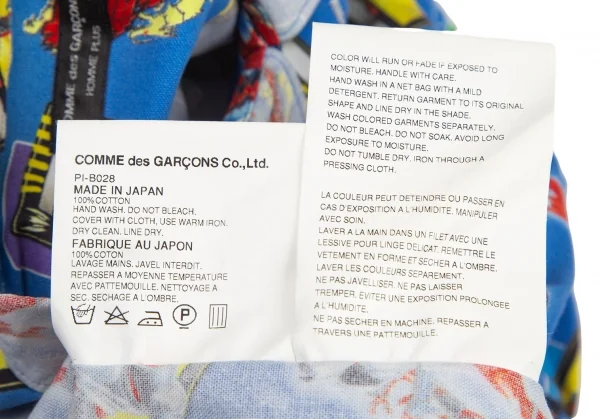 COMME des GARÇONS
HOMME PLUS
COMME des GARÇONS Co.,Ltd.
PI-B028
MADE IN JAPAN
100%COTTON
HAND WASH. DO NOT BLEACH.
COVER WITH CLOTH. USE WARM IRON.
DRY CLEAN. LINE DRY.
FABRIQUE AU JAPON
100%COTON
LAVAGE MAINS. JAVEL INTERDIT.
REPASSER A MOYENNE TEMPERATURE
AVEC PATTEMOUILLE. NETTOYAGE A
SEC. SECHAGE A L'OMBRE.
P
COLOR WILL RUN OR FADE IF EXPOSED TO
MOISTURE. HANDLE WITH CARE.
HAND WASH IN A NET BAG WITH A MILD
DETERGENT. RETURN GARMENT TO ITS ORIGINAL
SHAPE AND LINE DRY IN THE SHADE.
WASH COLORED GARMENTS SEPARATELY.
DO NOT BLEACH. DO NOT SOAK. AVOID LONG
EXPOSURE TO MOISTURE.
DO NOT TUMBLE DRY. IRON THROUGH A
PRESSING CLOTH.
LA COULEUR PEUT DETEINDRE OU PASSER EN
CAS D'EXPOSITION A L'HUMIDITE. MANIPULER
AVEC SOIN.
LAVER A LA MAIN DANS UN FILET AVEC UNE
LESSIVE POUR LINGE DELICAT. REMETTRE LE
VETEMENT EN FORME ET SECHER A L'OMBRE.
LAVER LES COULEURS SEPAREMENT.
NE PAS JAVELLISER. NE PAS LAISSER
TREMPER. EVITER UNE EXPOSITION PROLONGEE
A L'HUMIDITE.
NE PAS SECHER EN MACHINE. REPASSER A
TRAVERS UNE PATTEMOUILLE.